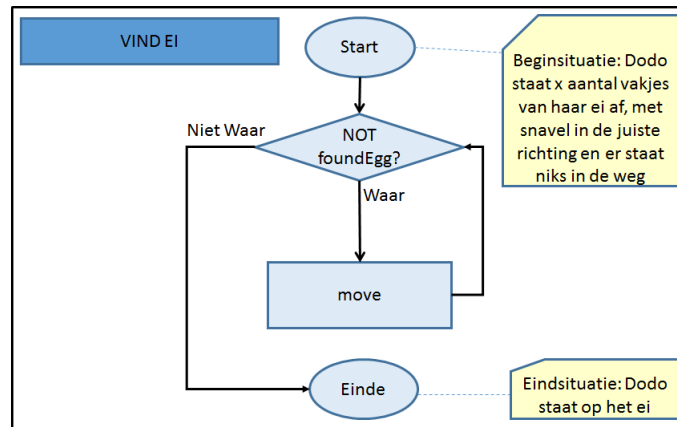 VIND EI
Start
Beginsituatie: Dodo
staat x aantal vakjes
van haar ei af, met
snavel in de juiste
richting en er staat
niks in de weg
Niet Waar
NOT
foundEgg?
Waar
move
Einde
Eindsituatie: Dodo
staat op het ei